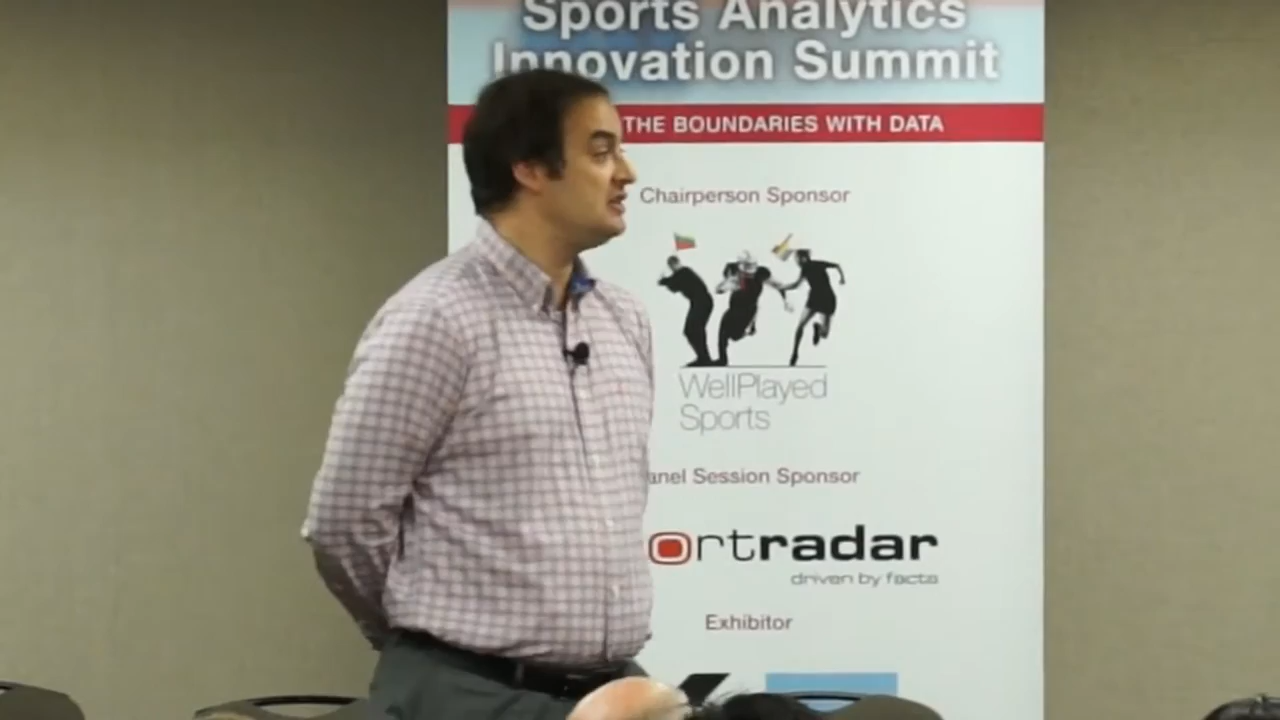 Sports Analytics
Innovation Summit
THE BOUNDARIES WITH DATA
Chairperson Sponsor
WellPlayed
Sports
anel Session Sponsor
ortradar
driven by facts
Exhibitor